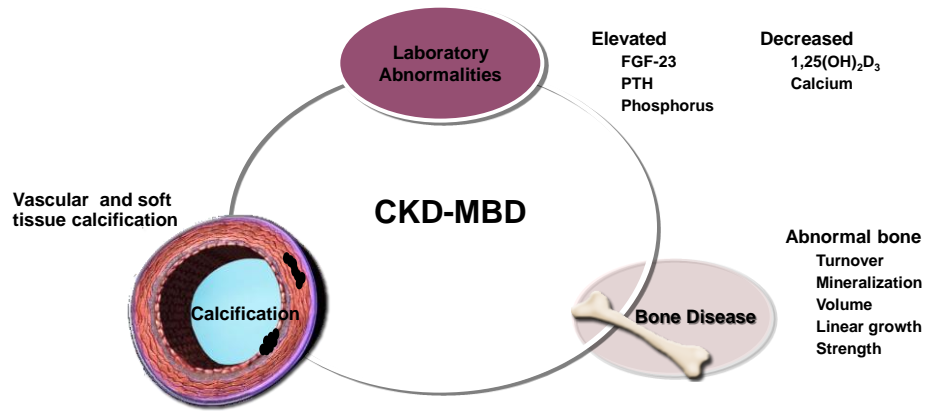 Laboratory
Abnormalities
Elevated
FGF-23
PTH
Phosphorus
Decreased
1,25(OH)₂D₃
Calcium
Vascular and soft
tissue calcification
CKD-MBD
Calcification
Bone Disease
Abnormal bone
Turnover
Mineralization
Volume
Linear growth
Strength